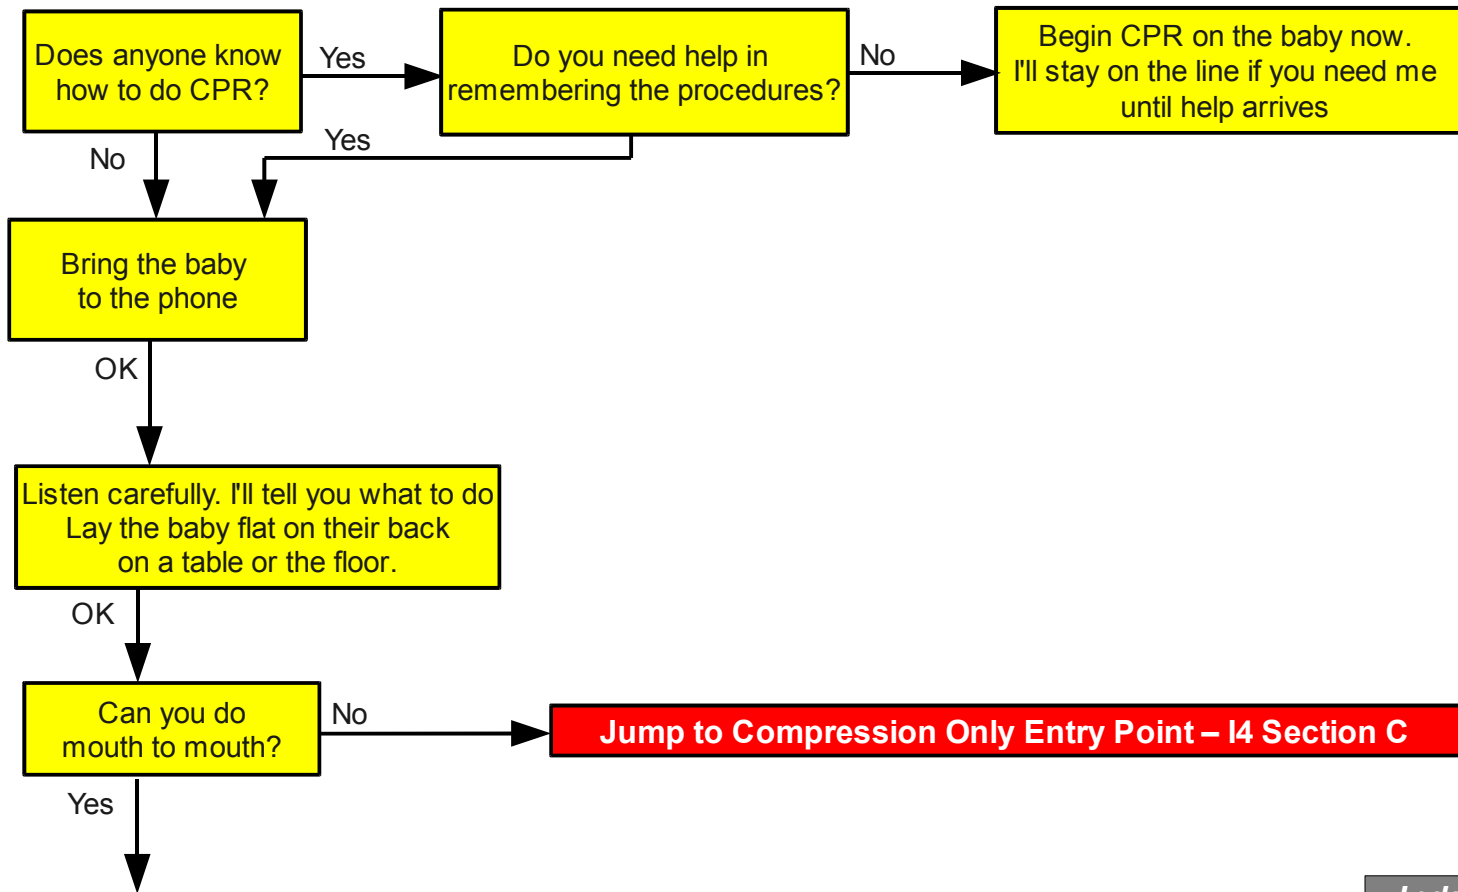 Does anyone know
how to do CPR?
Yes
Do you need help in
remembering the procedures?
No
Begin CPR on the baby now.
I'll stay on the line if you need me
until help arrives
No
Yes
Bring the baby
to the phone
OK
Listen carefully. I'll tell you what to do
Lay the baby flat on their back
on a table or the floor.
OK
Can you do
mouth to mouth?
No
Jump to Compression Only Entry Point – I4 Section C
Yes